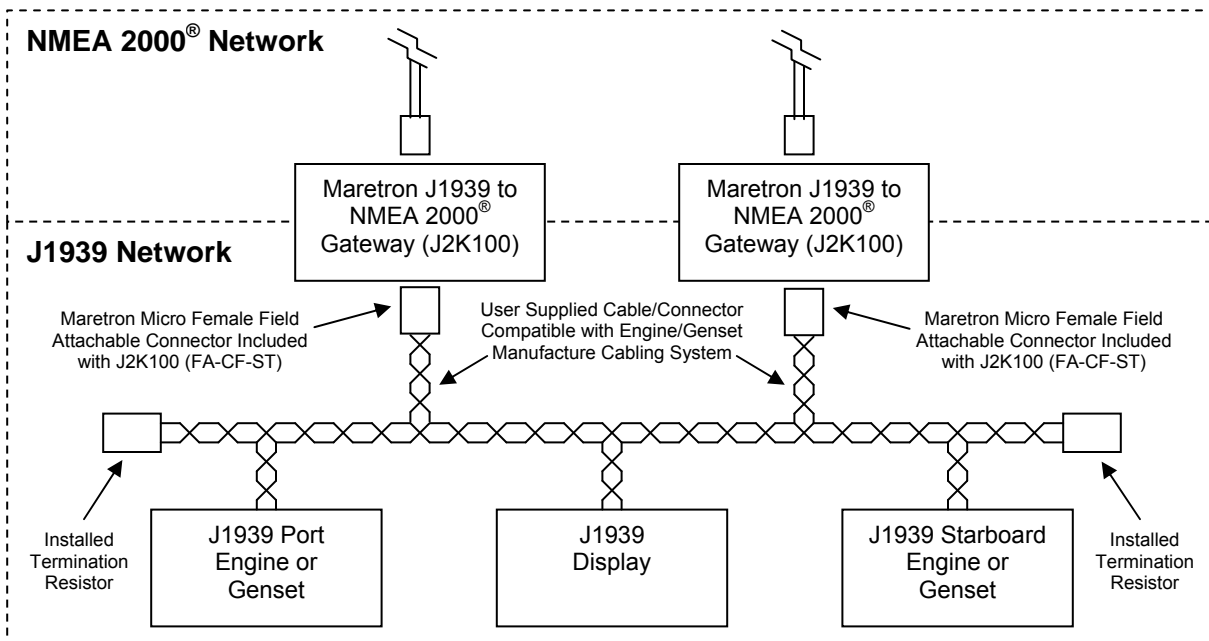 NMEA 2000® Network
Maretron J1939 to
NMEA 2000®
Gateway (J2K100)
Maretron J1939 to
NMEA 2000®
Gateway (J2K100)
J1939 Network
Maretron Micro Female Field
Attachable Connector Included
with J2K100 (FA-CF-ST)
User Supplied Cable/Connector
Compatible with Engine/Genset
Manufacture Cabling System
Maretron Micro Female Field
Attachable Connector Included
with J2K100 (FA-CF-ST)
Installed
Termination
Resistor
J1939 Port
Engine or
Genset
J1939
Display
J1939 Starboard
Engine or
Genset
Installed
Termination
Resistor